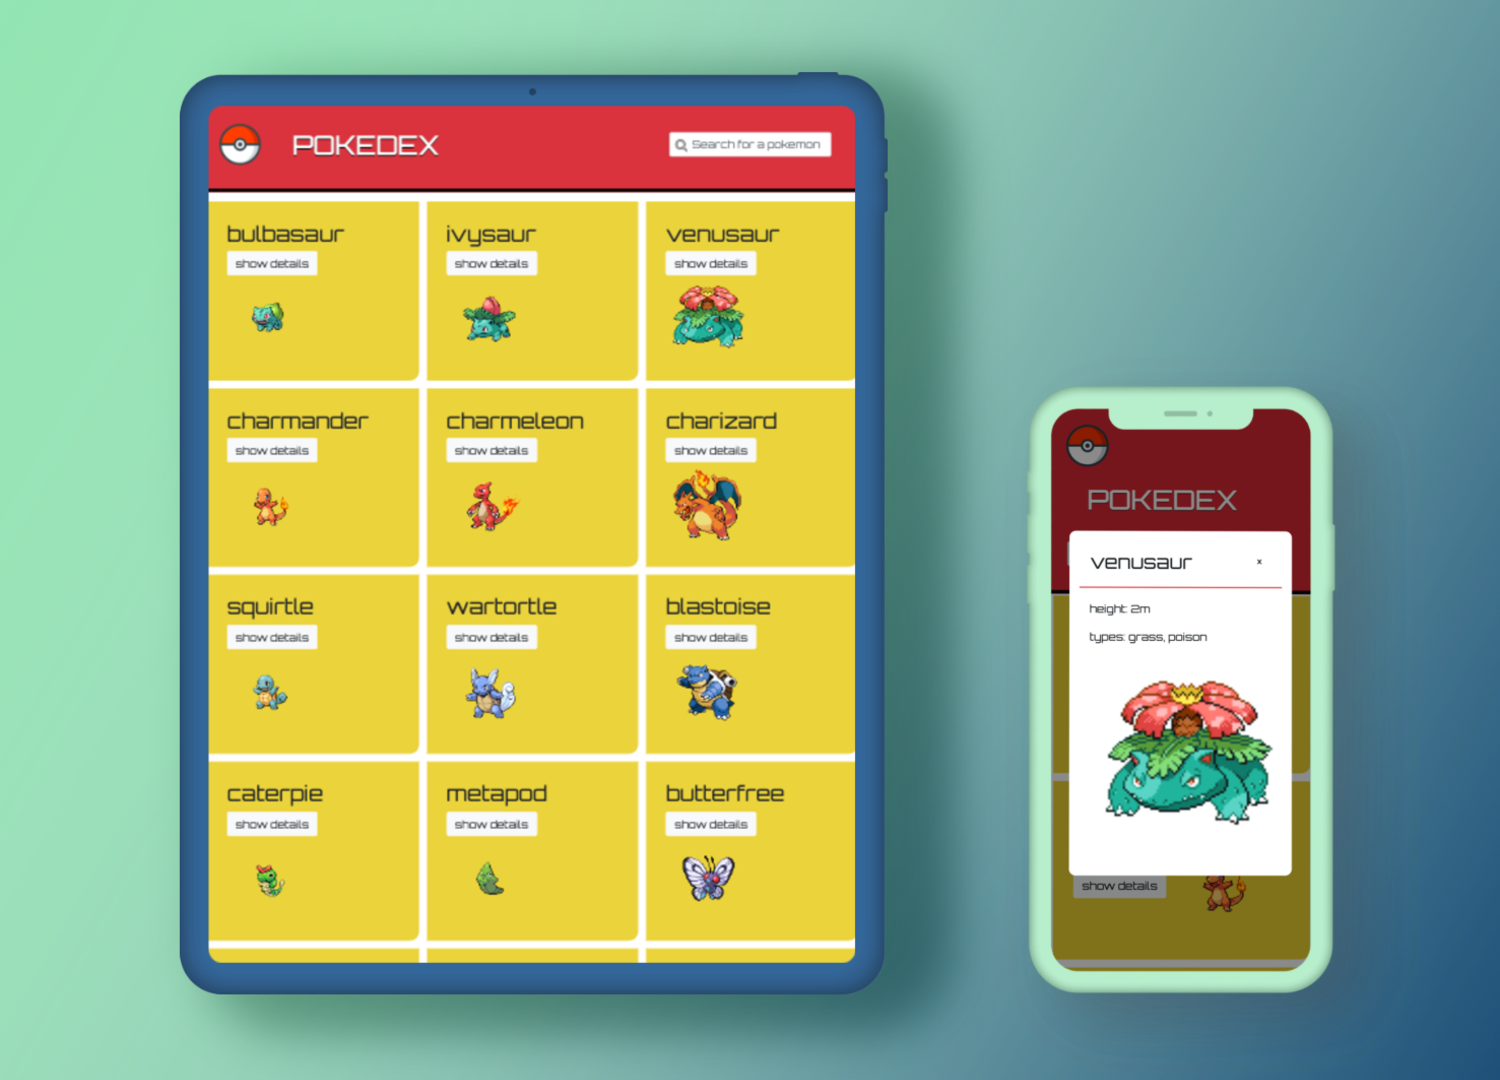 POKEDEX
Search for a pokemon
bulbasaur
show details
ivysaur
show details
venusaur
show details
charmander
show details
charmeleon
show details
charizard
show details
squirtle
show details
wartortle
show details
blastoise
show details
caterpie
show details
metapod
show details
butterfree
show details
POKEDEX
venusaur
x
height: 2m
types: grass, poison
show details